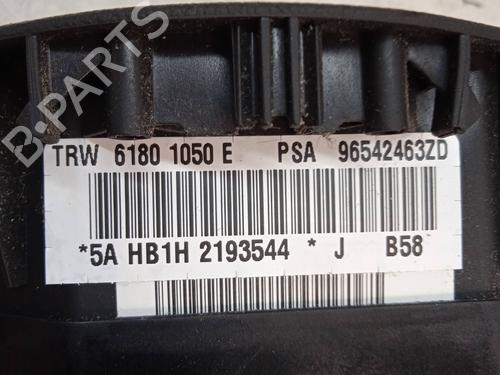 B-PARTS
TRW 6180 1050 E PSA 96542463ZD
*5A HB1H 2193544 * J B58